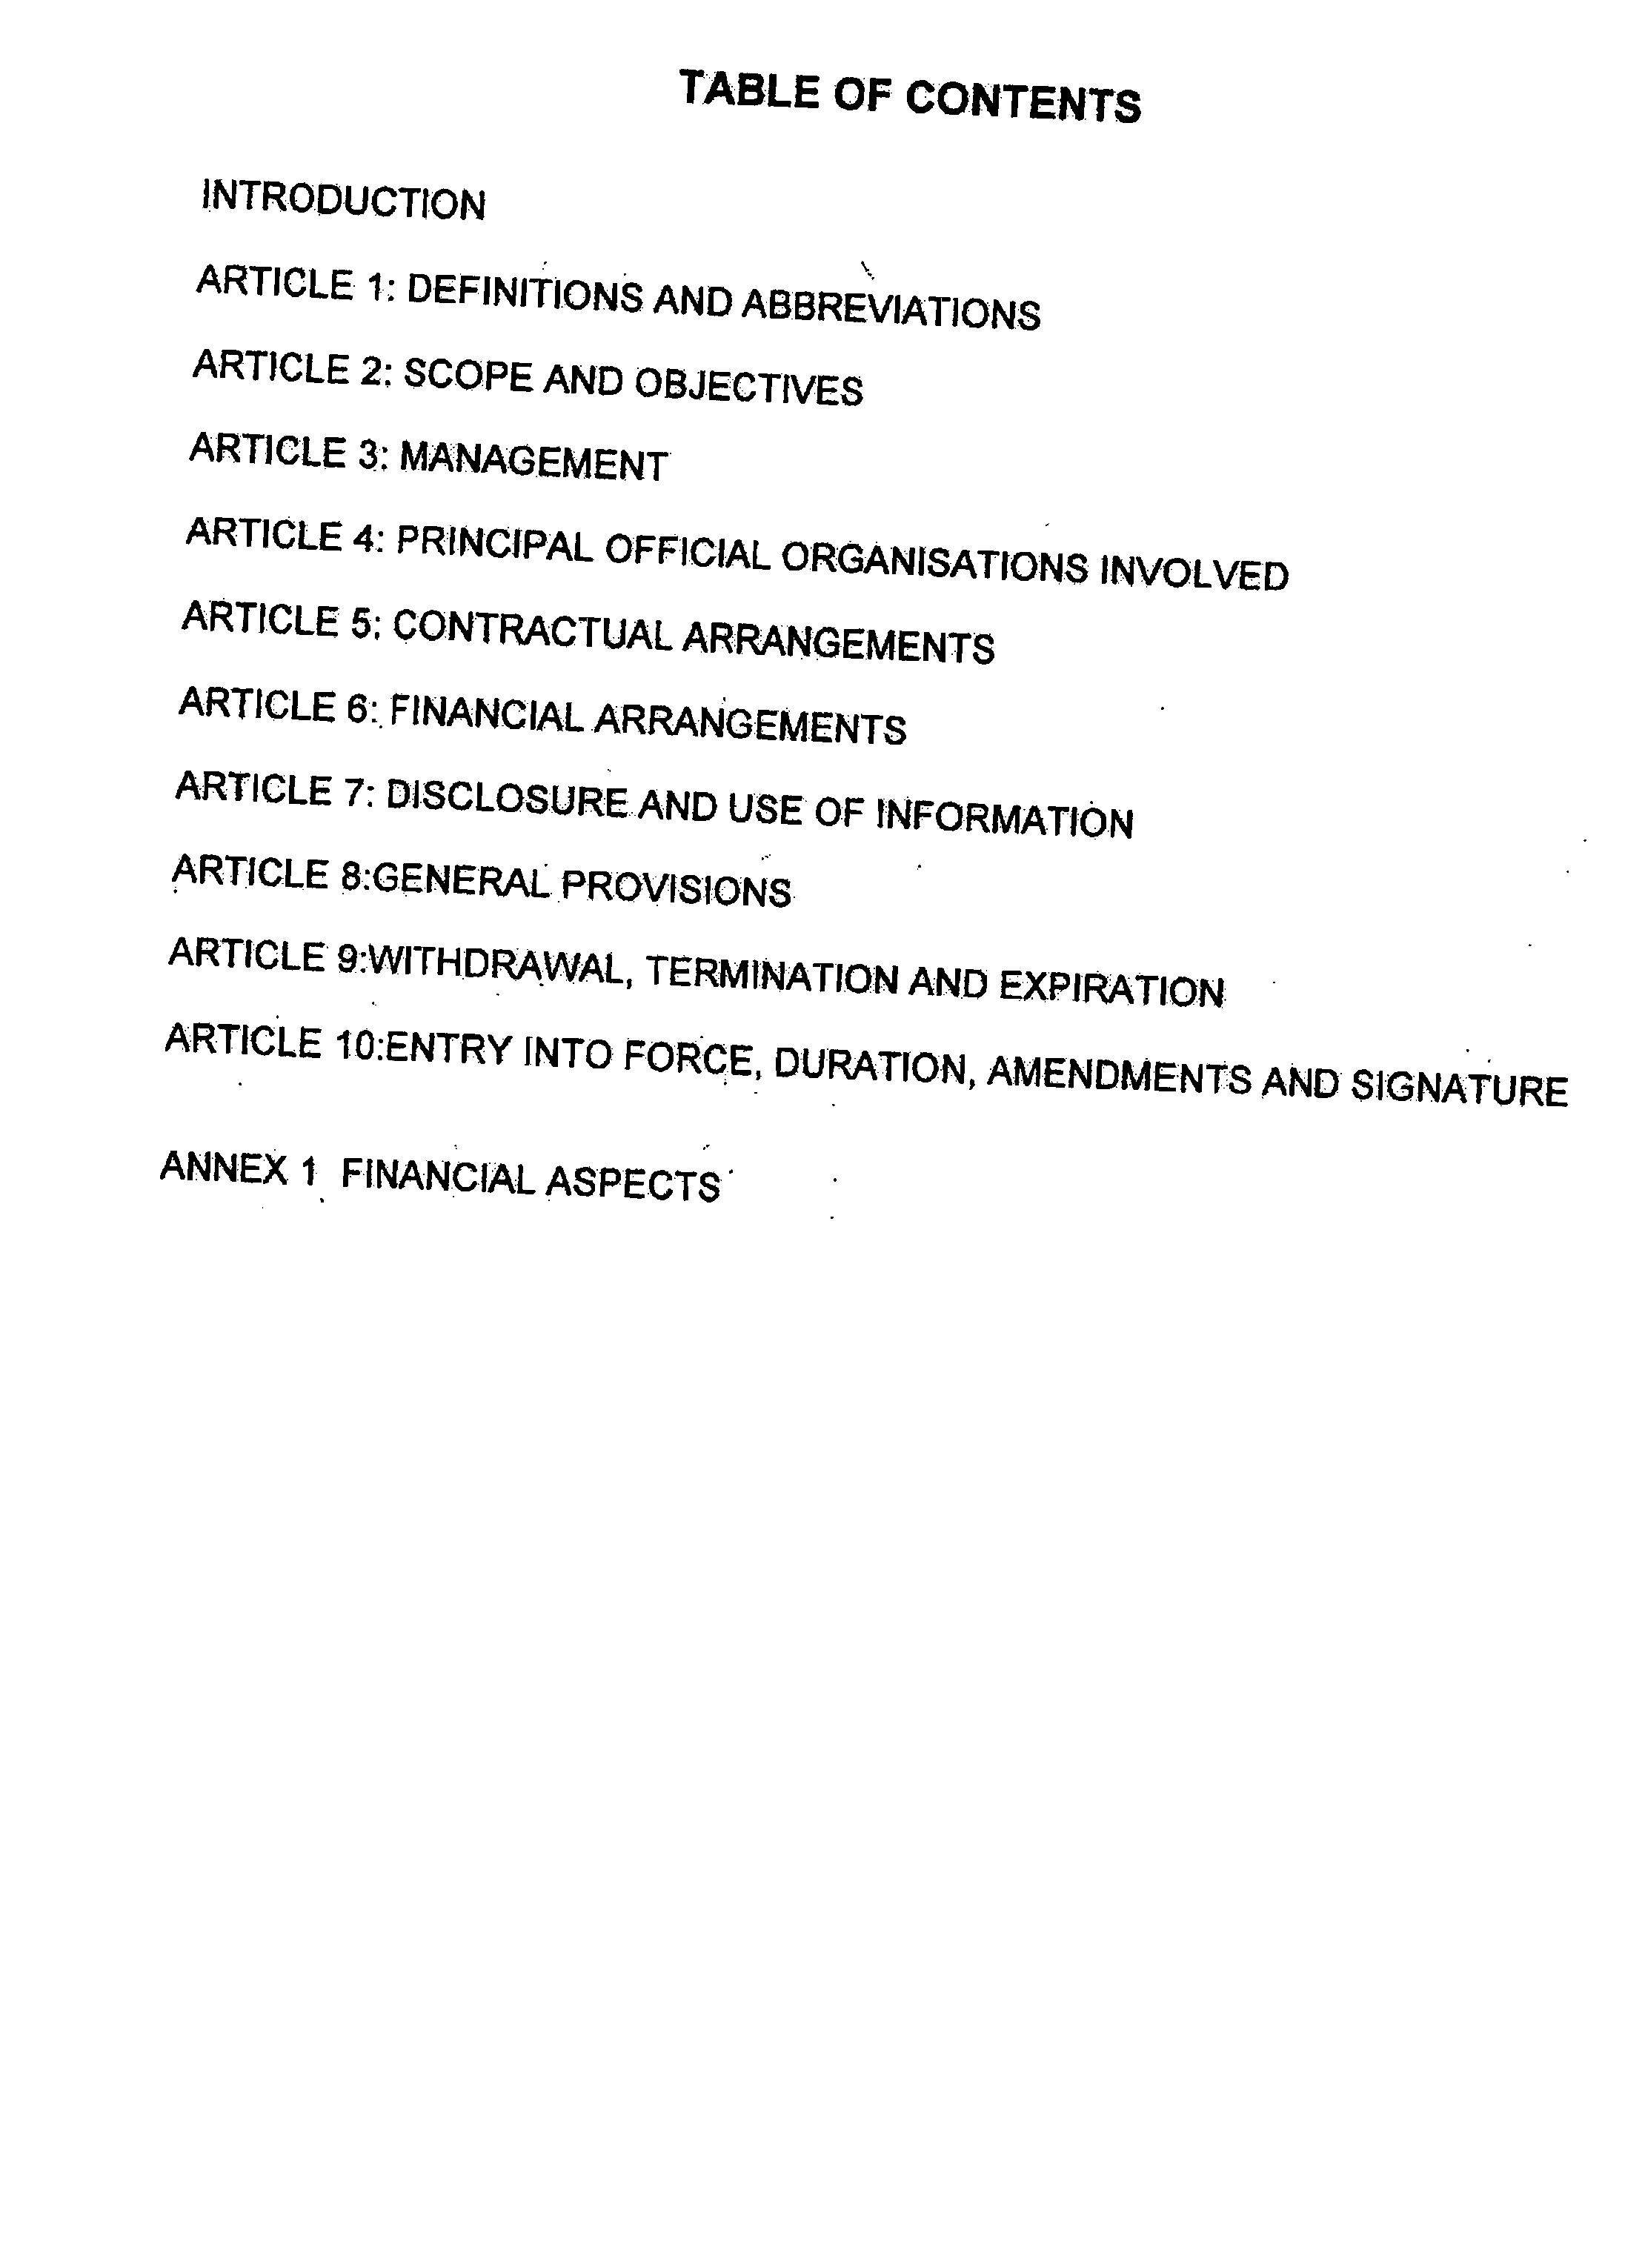 TABLE OF CONTENTS
INTRODUCTION
ARTICLE 1: DEFINITIONS AND ABBREVIATIONS
ARTICLE 2: SCOPE AND OBJECTIVES
ARTICLE 3: MANAGEMENT
ARTICLE 4: PRINCIPAL OFFICIAL ORGANISATIONS INVOLVED
ARTICLE 5: CONTRACTUAL ARRANGEMENTS
ARTICLE 6: FINANCIAL ARRANGEMENTS
ARTICLE 7: DISCLOSURE AND USE OF INFORMATION
ARTICLE 8:GENERAL PROVISIONS
ARTICLE 9:WITHDRAWAL, TERMINATION AND EXPIRATION
ARTICLE 10:ENTRY INTO FORCE, DURATION, AMENDMENTS AND SIGNATURE
ANNEX 1 FINANCIAL ASPECTS